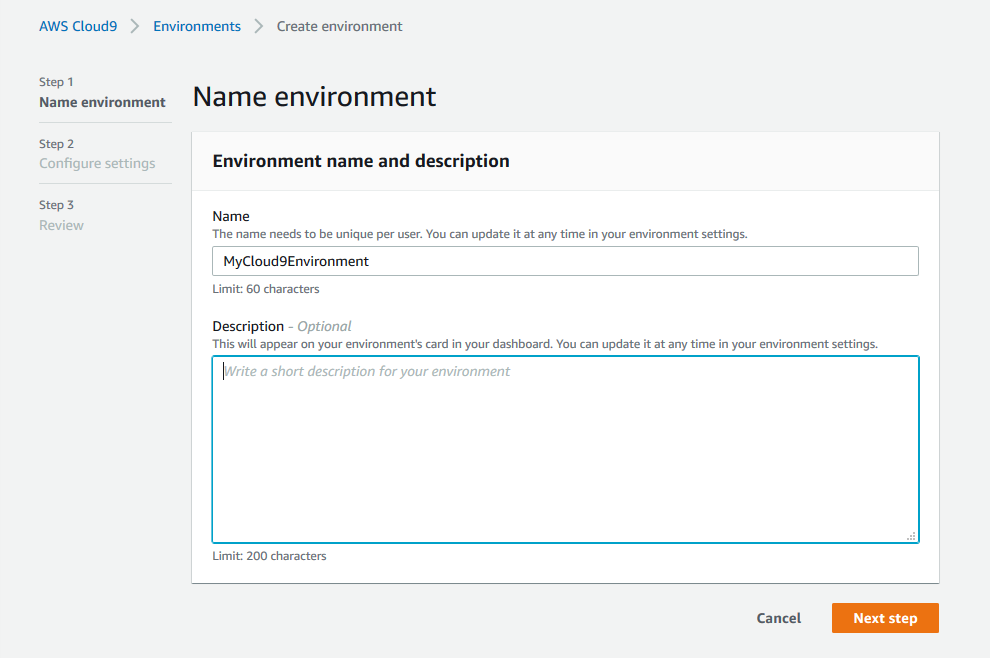 AWS Cloud9 > Environments > Create environment
Step 1
Name environment
Step 2
Configure settings
Step 3
Review
Name environment
Environment name and description
Name
The name needs to be unique per user. You can update it at any time in your environment settings.
MyCloud9Environment
Limit: 60 characters
Description - Optional
This will appear on your environment's card in your dashboard. You can update it at any time in your environment settings.
Write a short description for your environment
Limit: 200 characters
Cancel
Next step